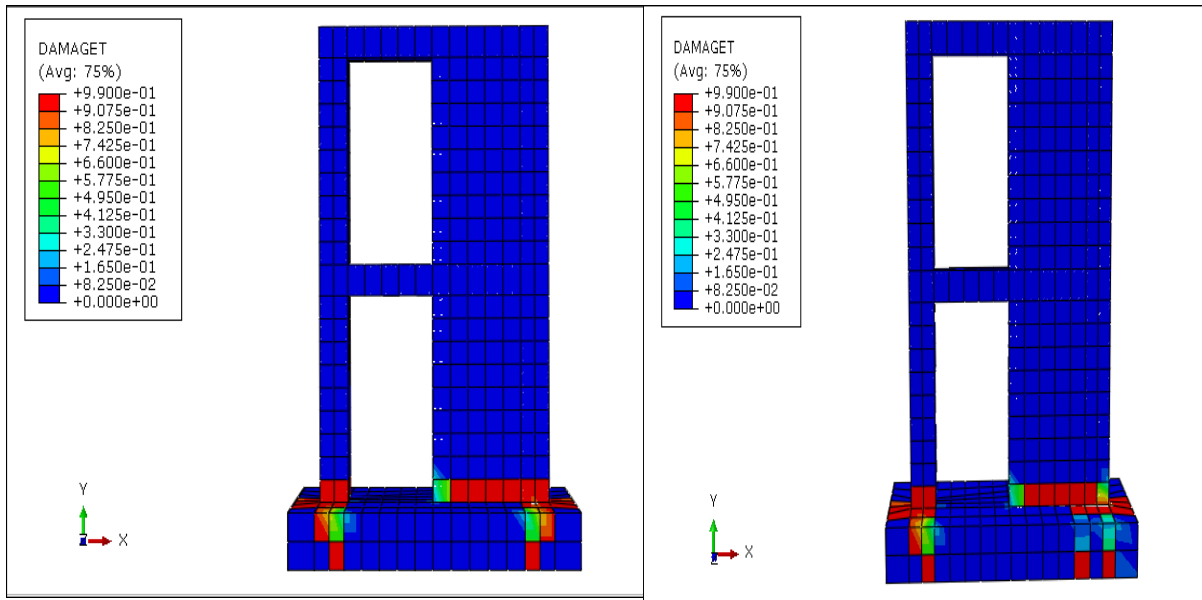 DAMAGET
(Avg: 75%)
+9.900e-01
+9.075e-01
+8.250e-01
+7.425e-01
+6.600e-01
+5.775e-01
+4.950e-01
+4.125e-01
+3.300e-01
+2.475e-01
+1.650e-01
+8.250e-02
+0.000e+00
Y
X
DAMAGET
(Avg: 75%)
+9.900e-01
+9.075e-01
+8.250e-01
+7.425e-01
+6.600e-01
+5.775e-01
+4.950e-01
+4.125e-01
+3.300e-01
+2.475e-01
+1.650e-01
+8.250e-02
+0.000e+00
Y
X